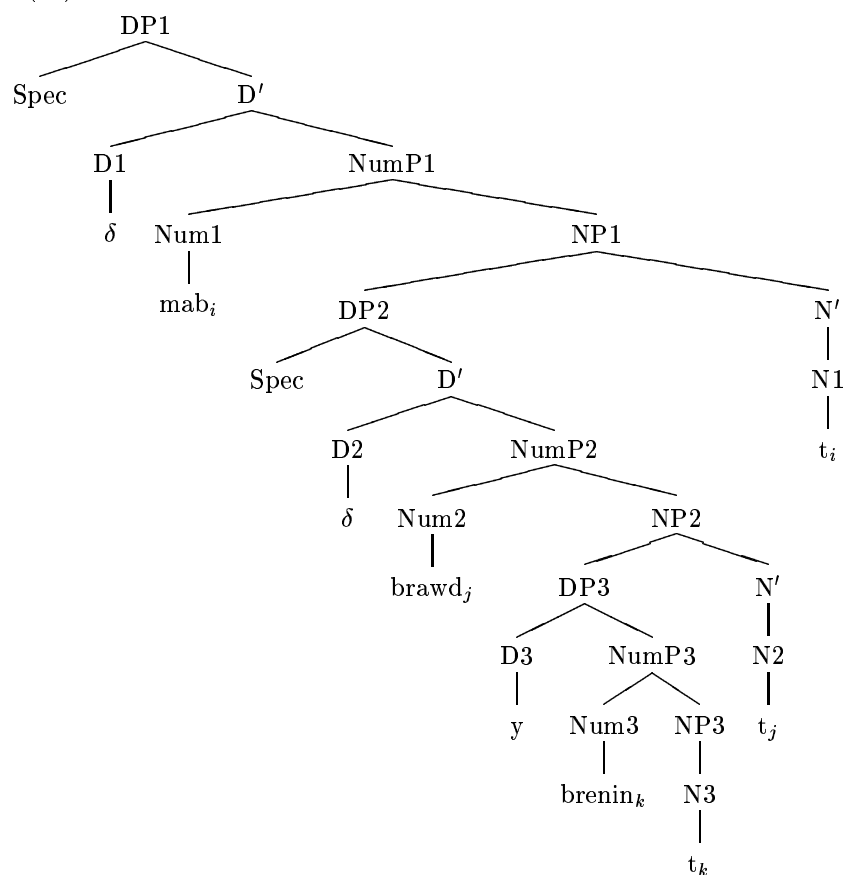 DP1
Spec D′
D1 NumP1
δ Num1 NP1
mab_i DP2 N′
Spec D′ N1
D2 NumP2 t_i
δ Num2 NP2
brawd_j DP3 N′
D3 NumP3 N2
y Num3 NP3 t_j
brenin_k N3
t_k